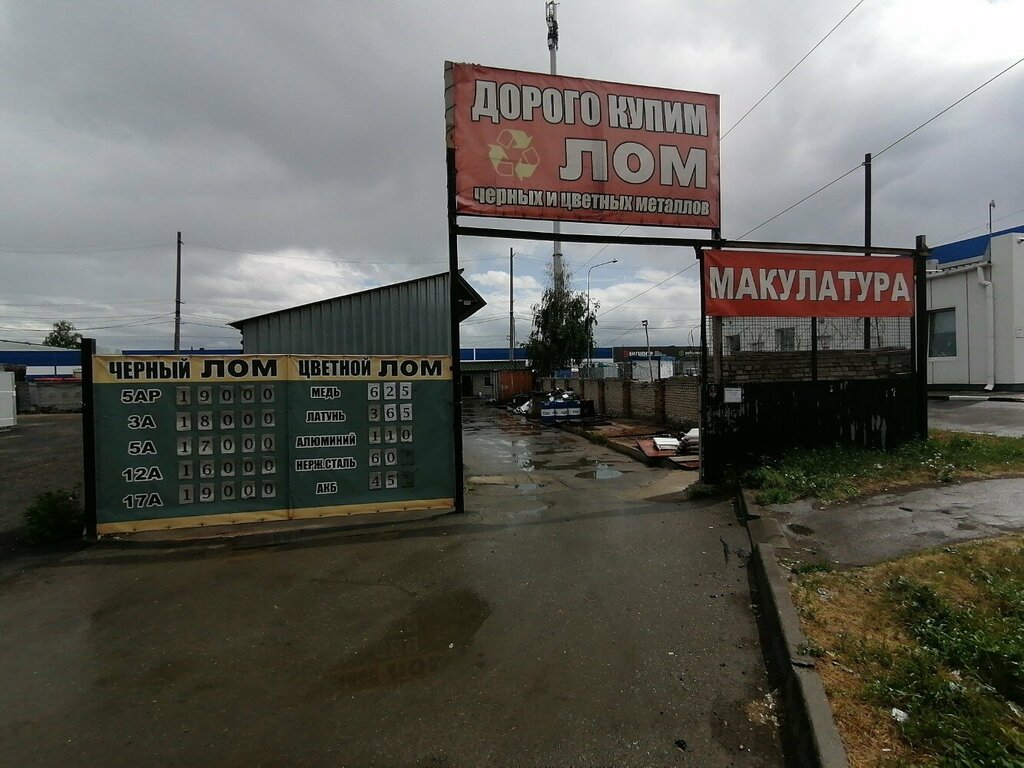 ДОРОГО КУПИМ
ЛОМ
черных и цветных металлов
МАКУЛАТУРА
ЧЕРНЫЙ ЛОМ
5АР 19000
3А 18000
5А 17000
12А 16000
17А 19000
ЦВЕТНОЙ ЛОМ
МЕДЬ 625
ЛАТУНЬ 365
АЛЮМИНИЙ 110
НЕРЖ.СТАЛЬ 60
АКБ 45